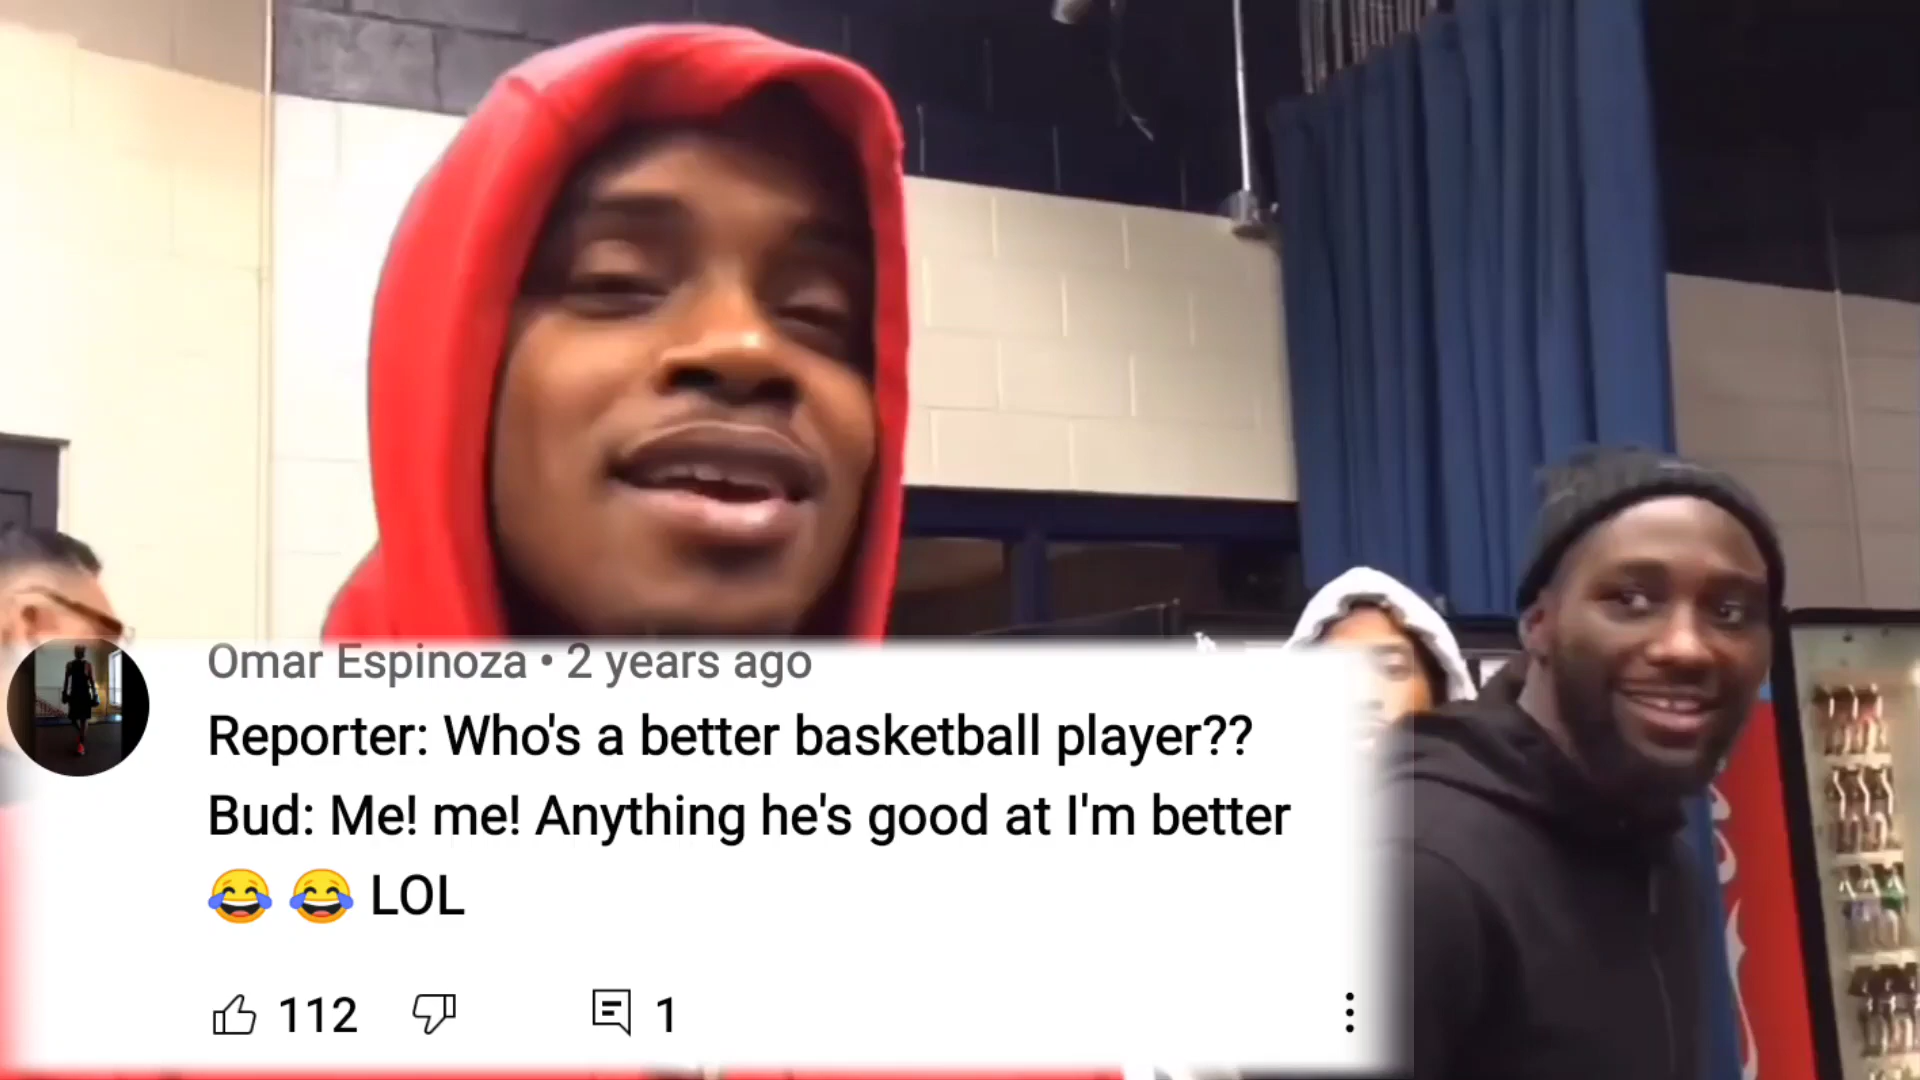 Omar Espinoza • 2 years ago
Reporter: Who's a better basketball player??
Bud: Me! me! Anything he's good at I'm better
😂 😂 LOL
112 1